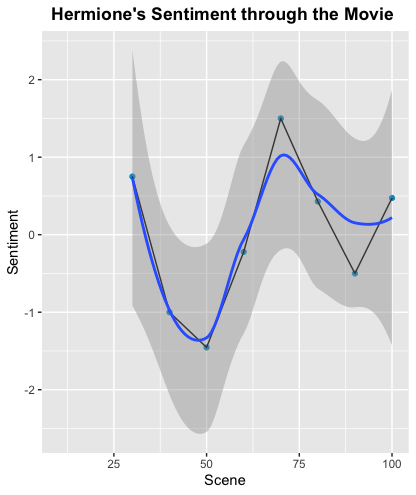 Hermione's Sentiment through the Movie
Sentiment
2
1
0
-1
-2
25 50 75 100
Scene